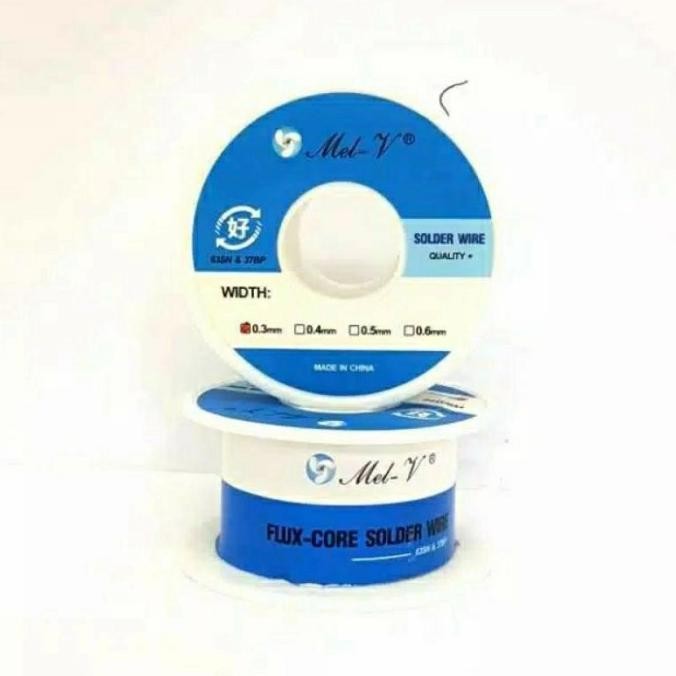 Mel-V®
好
63SN & 37BP
SOLDER WIRE
QUALITY +
WIDTH:
0.3mm 0.4mm 0.5mm 0.6mm
MADE IN CHINA
Mel-V®
FLUX-CORE SOLDER WIRE
63SN & 37BP